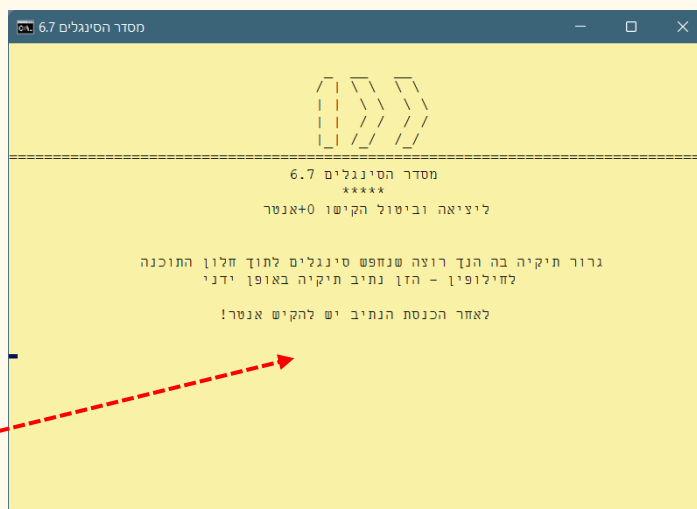 מסדר הסינגלים 6.7
מסדר הסינגלים 6.7
*****
ליציאה וביטול הקישו 0+אנטר
גרור תיקיה בה הנך רוצה שנחפש סינגלים לתוך חלון התוכנה
לחילופין - הזן נתיב תיקיה באופן ידני
לאחר הכנסת הנתיב יש להקיש אנטר!